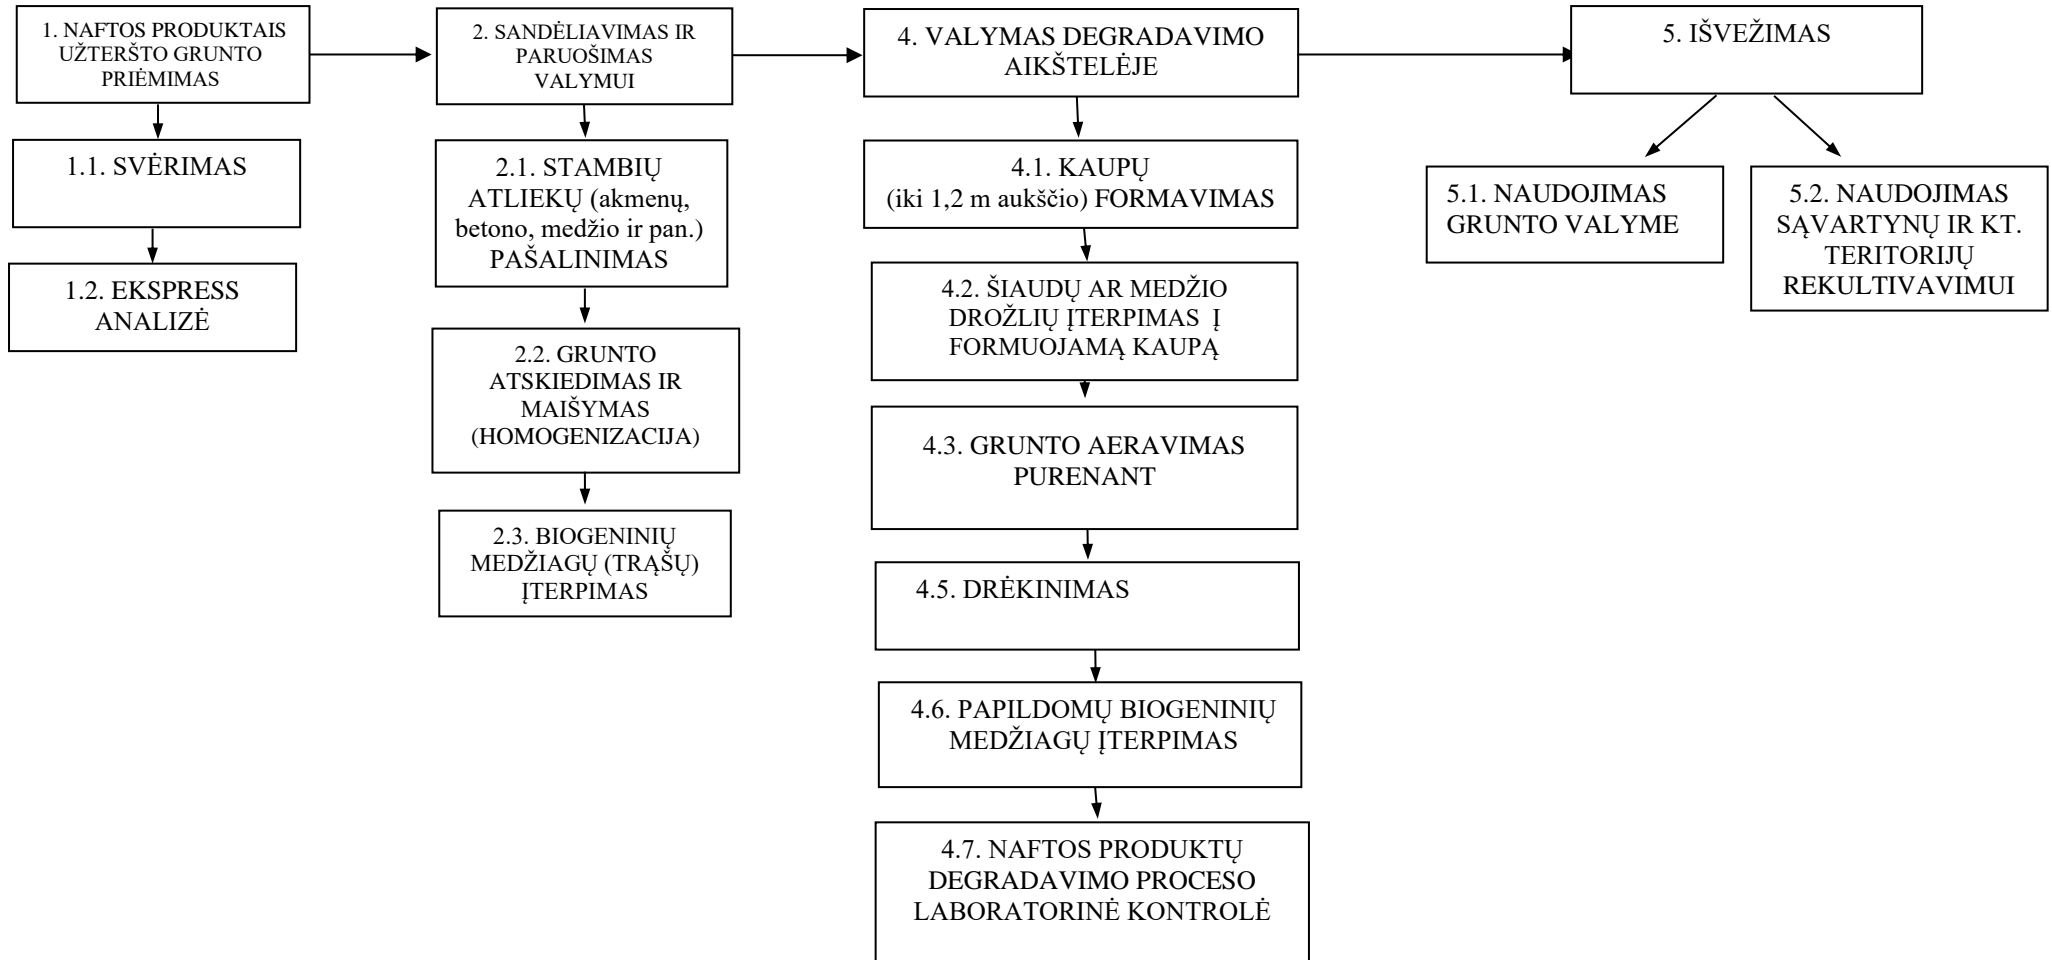 1. NAFTOS PRODUKTAIS
UŽTERŠTO GRUNTO
PRIĖMIMAS
1.1. SVĖRIMAS
1.2. EKSPRESS
ANALIZĖ
2. SANDĖLIAVIMAS IR
PARUOŠIMAS
VALYMUI
2.1. STAMBIŲ
ATLIEKŲ (akmenų,
betono, medžio ir pan.)
PAŠALINIMAS
2.2. GRUNTO
ATSKIEDIMAS IR
MAIŠYMAS
(HOMOGENIZACIJA)
2.3. BIOGENINIŲ
MEDŽIAGŲ (TRĄŠŲ)
ĮTERPIMAS
4. VALYMAS DEGRADAVIMO
AIKŠTELĖJE
4.1. KAUPŲ
(iki 1,2 m aukščio) FORMAVIMAS
4.2. ŠIAUDŲ AR MEDŽIO
DROŽLIŲ ĮTERPIMAS Į
FORMUOJAMĄ KAUPĄ
4.3. GRUNTO AERAVIMAS
PURENANT
4.5. DRĖKINIMAS
4.6. PAPILDOMŲ BIOGENINIŲ
MEDŽIAGŲ ĮTERPIMAS
4.7. NAFTOS PRODUKTŲ
DEGRADAVIMO PROCESO
LABORATORINĖ KONTROLĖ
5. IŠVEŽIMAS
5.1. NAUDOJIMAS
GRUNTO VALYME
5.2. NAUDOJIMAS
SĄVARTYNŲ IR KT.
TERITORIJŲ
REKULTIVAVIMUI